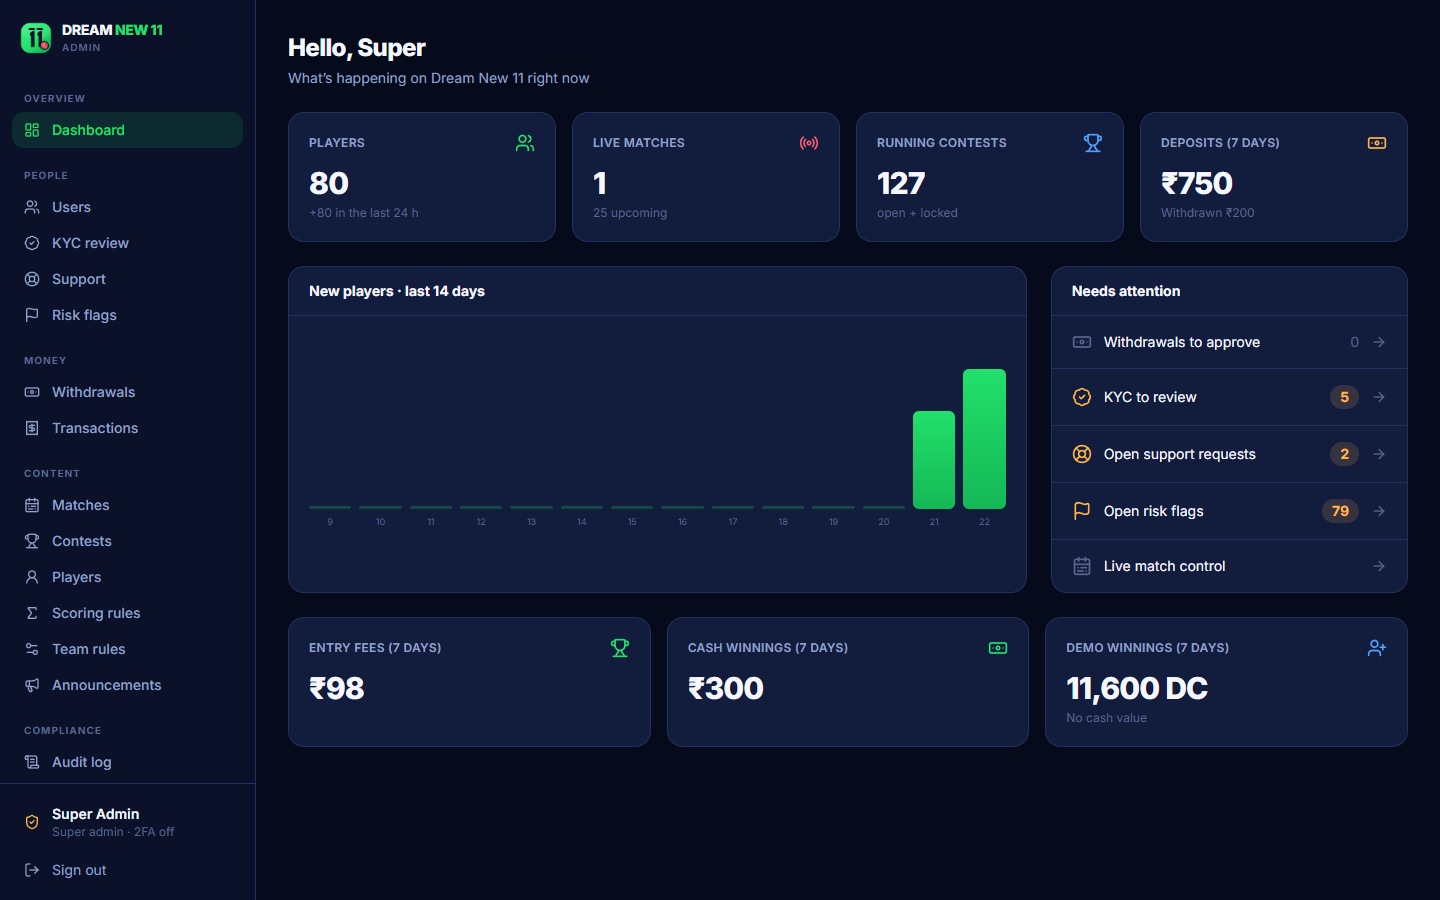 DREAM NEW 11
ADMIN
OVERVIEW
Dashboard
PEOPLE
Users
KYC review
Support
Risk flags
MONEY
Withdrawals
Transactions
CONTENT
Matches
Contests
Players
Scoring rules
Team rules
Announcements
COMPLIANCE
Audit log
Super Admin
Super admin · 2FA off
Sign out
Hello, Super
What's happening on Dream New 11 right now
PLAYERS
80
+80 in the last 24 h
LIVE MATCHES
1
25 upcoming
RUNNING CONTESTS
127
open + locked
DEPOSITS (7 DAYS)
₹750
Withdrawn ₹200
New players · last 14 days
9 10 11 12 13 14 15 16 17 18 19 20 21 22
Needs attention
Withdrawals to approve 0
KYC to review 5
Open support requests 2
Open risk flags 79
Live match control
ENTRY FEES (7 DAYS)
₹98
CASH WINNINGS (7 DAYS)
₹300
DEMO WINNINGS (7 DAYS)
11,600 DC
No cash value